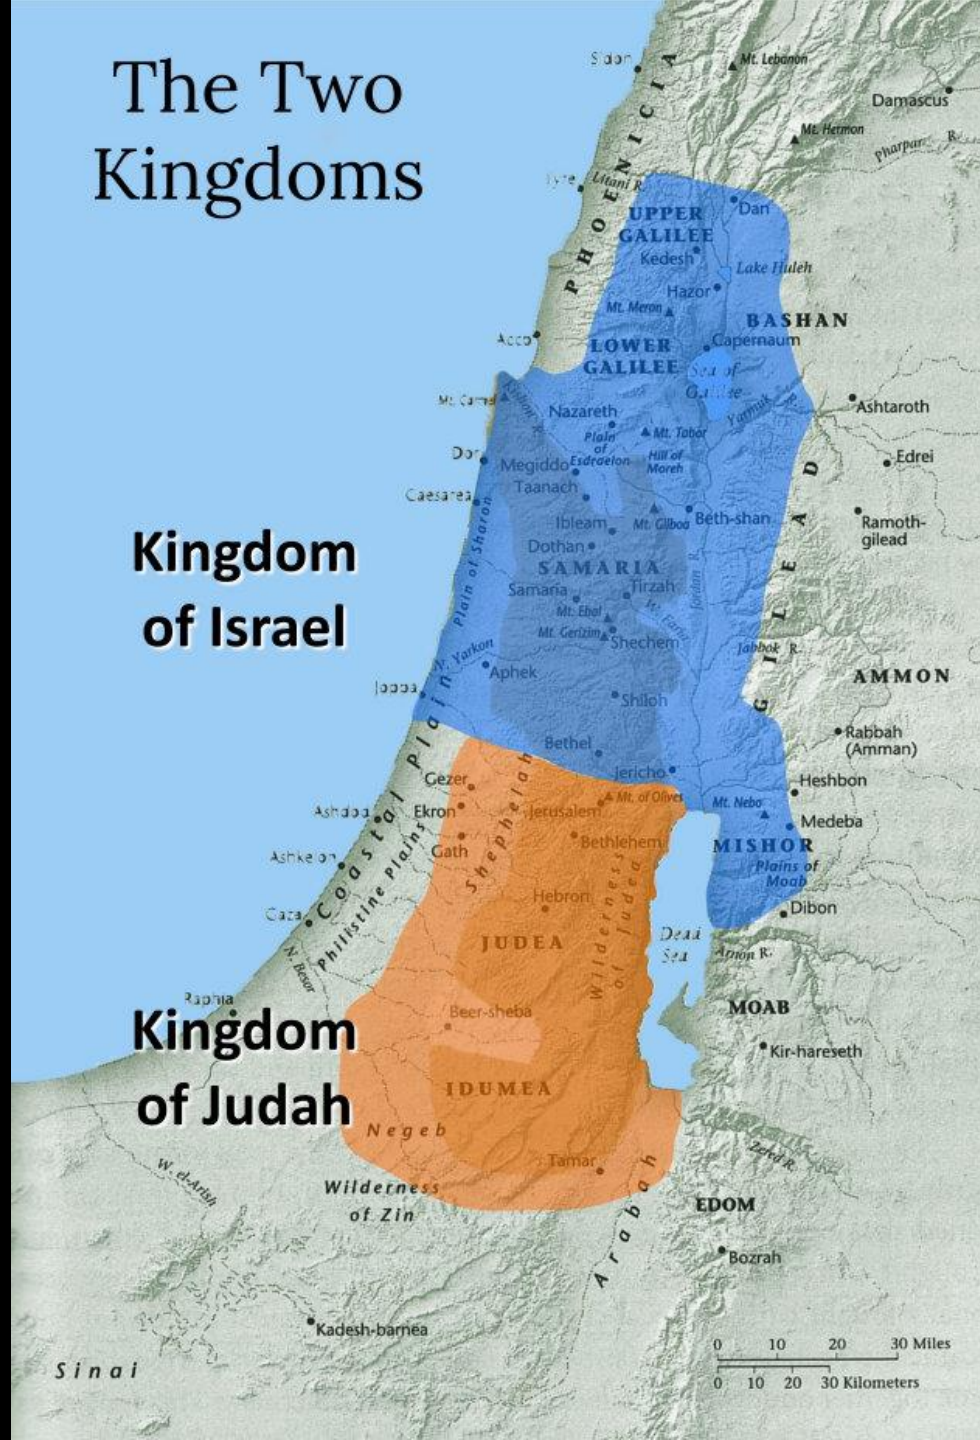 The Two
Kingdoms
Sidon
PHOENICIA
Mt. Lebanon
Damascus
Mt. Hermon
Pharpar R.
Tyre
Litani R.
UPPER
GALILEE
Dan
Kedesh
Lake Huleh
Hazor
Mt. Meron
BASHAN
Acco
LOWER
GALILEE
Capernaum
Sea of
Galilee
Mt. Carmel
Kishon R.
Nazareth
Yarmuk R.
Ashtaroth
Plain
of
Esdraelon
Mt. Tabor
Hill of
Moreh
Dor
Megiddo
Taanach
Edrei
Caesarea
Ibleam
Mt. Gilboa
Beth-shan
Ramoth-
gilead
GILEAD
Kingdom
of Israel
Plain of Sharon
Dothan
SAMARIA
Samaria
Tirzah
Jordan R.
Mt. Ebal
W. Faria
Mt. Gerizim
Shechem
Jabbok R.
N. Yarkon
Aphek
AMMON
Joppa
Shiloh
Rabbah
(Amman)
Bethel
Jericho
Heshbon
Gezer
Coastal Plain
Shephelah
Jerusalem
Mt. of Olives
Mt. Nebo
Medeba
Ashdod
Ekron
Bethlehem
MISHOR
Ashkelon
Gath
Plains of
Moab
Philistine Plains
Hebron
Wilderness
of Judea
Dibon
Gaza
JUDEA
Dead
Sea
Arnon R.
N. Besor
Raphia
Beer-sheba
MOAB
Kingdom
of Judah
Kir-hareseth
IDUMEA
Negeb
Zered R.
W. el-Arish
Tamar
Wilderness
of Zin
Arabah
EDOM
Bozrah
Kadesh-barnea
Sinai
0 10 20 30 Miles
0 10 20 30 Kilometers